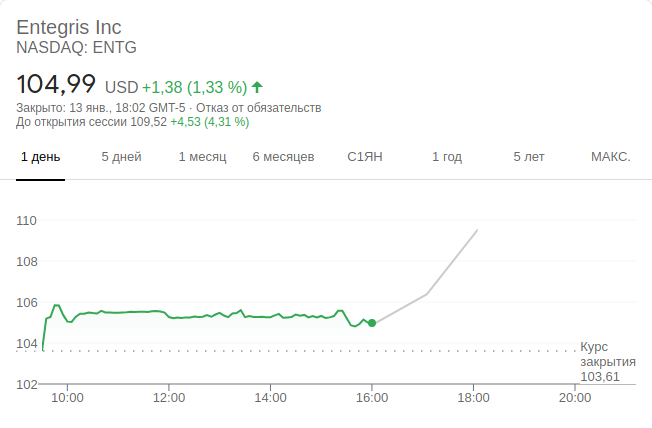 Entegris Inc
NASDAQ: ENTG
104,99 USD +1,38 (1,33 %)
Закрыто: 13 янв., 18:02 GMT-5 · Отказ от обязательств
До открытия сессии 109,52 +4,53 (4,31 %)
1 день 5 дней 1 месяц 6 месяцев С1ЯН 1 год 5 лет МАКС.
110
108
106
104
102
Курс
закрытия
103,61
10:00 12:00 14:00 16:00 18:00 20:00